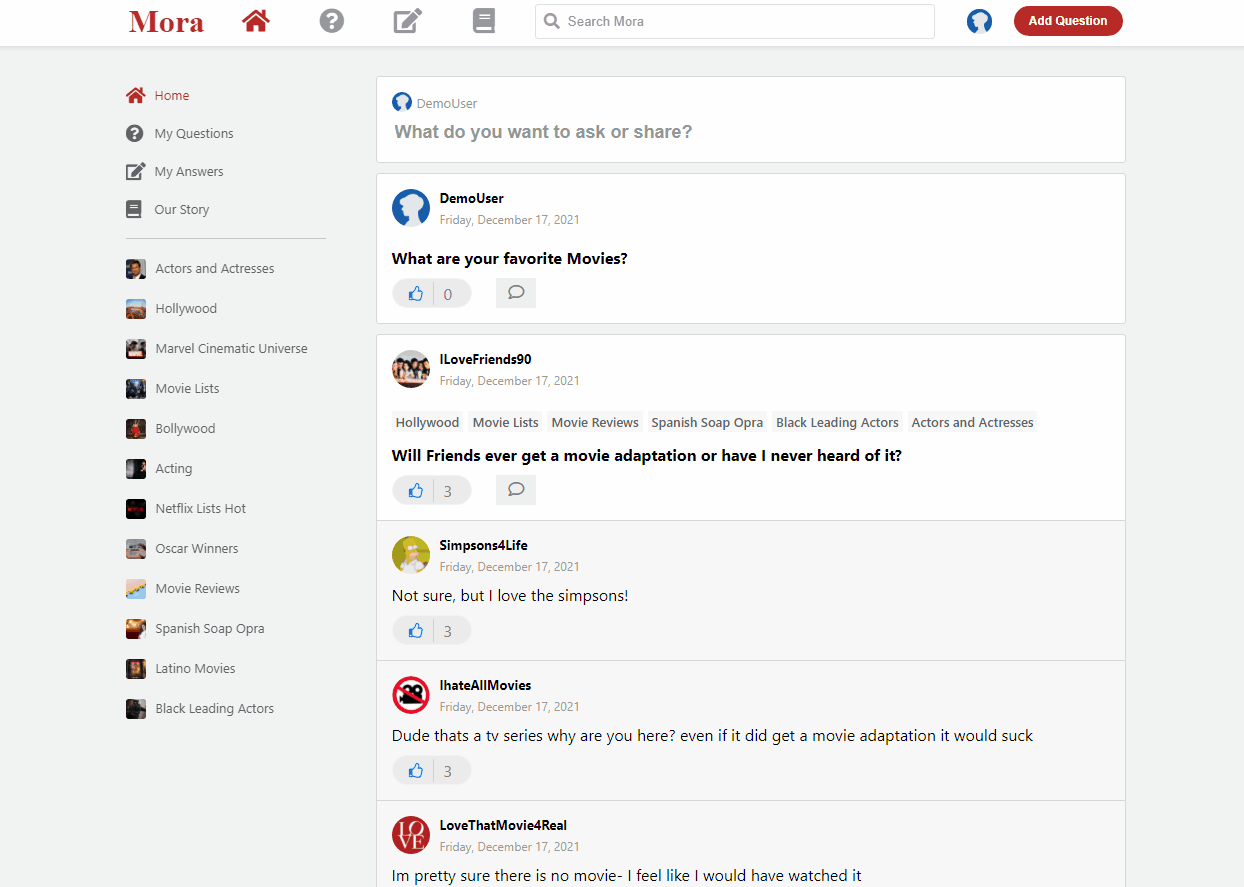 Mora
Search Mora
Add Question
Home
My Questions
My Answers
Our Story
Actors and Actresses
Hollywood
Marvel Cinematic Universe
Movie Lists
Bollywood
Acting
Netflix Lists Hot
Oscar Winners
Movie Reviews
Spanish Soap Opra
Latino Movies
Black Leading Actors
DemoUser
What do you want to ask or share?
DemoUser
Friday, December 17, 2021
What are your favorite Movies?
0
ILoveFriends90
Friday, December 17, 2021
Hollywood Movie Lists Movie Reviews Spanish Soap Opra Black Leading Actors Actors and Actresses
Will Friends ever get a movie adaptation or have I never heard of it?
3
Simpsons4Life
Friday, December 17, 2021
Not sure, but I love the simpsons!
3
IhateAllMovies
Friday, December 17, 2021
Dude thats a tv series why are you here? even if it did get a movie adaptation it would suck
3
LOVE
LoveThatMovie4Real
Friday, December 17, 2021
Im pretty sure there is no movie- I feel like I would have watched it